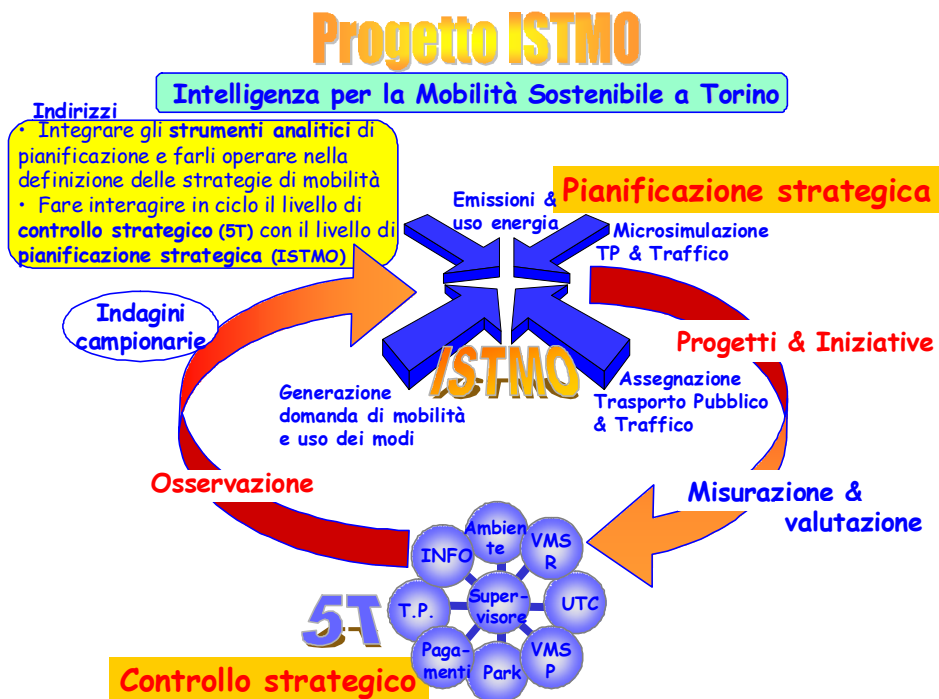 Progetto ISTMO
Intelligenza per la Mobilità Sostenibile a Torino
Indirizzi
• Integrare gli strumenti analitici di
pianificazione e farli operare nella
definizione delle strategie di mobilità
• Fare interagire in ciclo il livello di
controllo strategico (5T) con il livello di
pianificazione strategica (ISTMO)
Pianificazione strategica
Emissioni &
uso energia
Microsimulazione
TP & Traffico
Indagini
campionarie
Progetti & Iniziative
ISTMO
Generazione
domanda di mobilità
e uso dei modi
Assegnazione
Trasporto Pubblico
& Traffico
Osservazione
Misurazione &
valutazione
Ambien
te
VMS
R
INFO
UTC
Super-
visore
T.P.
5T
Paga-
menti
Park
VMS
P
Controllo strategico